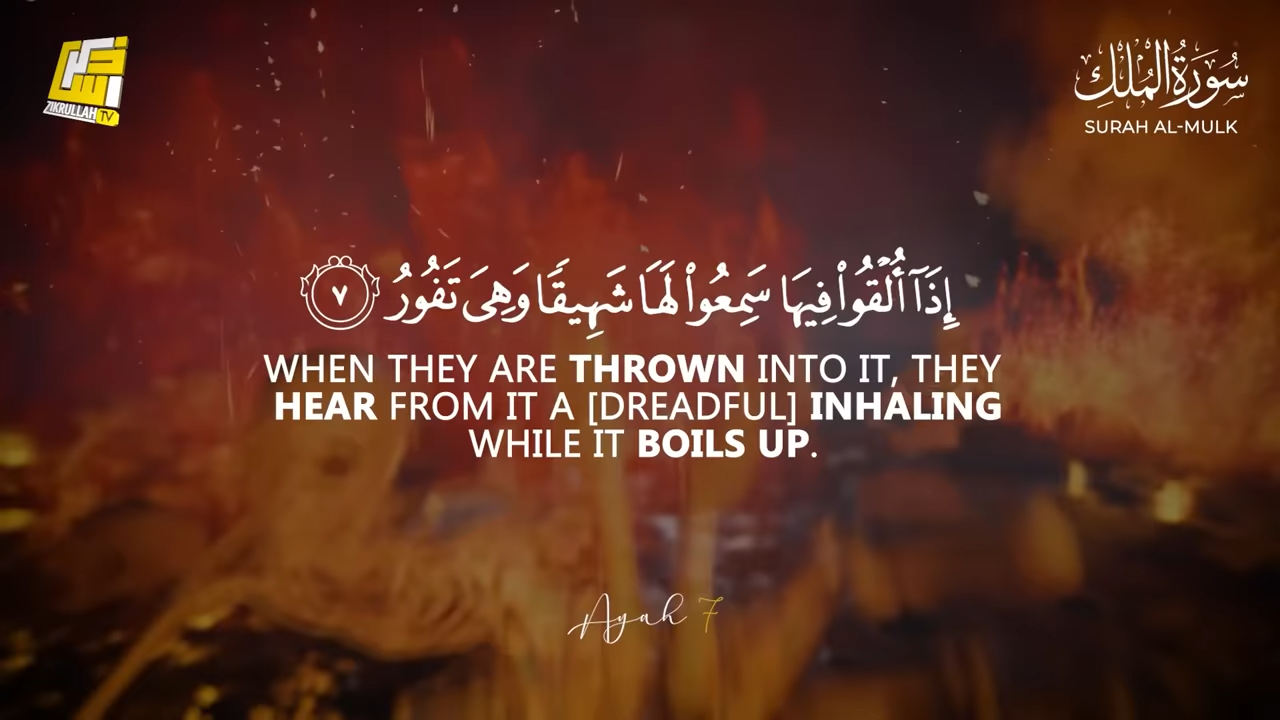 ذكر الله
ZIKRULLAH TV
سُورَةُ الْمُلْكِ
SURAH AL-MULK
إِذَآ أُلْقُوا۟ فِيهَا سَمِعُوا۟ لَهَا شَهِيقًا وَهِىَ تَفُورُ ٧
WHEN THEY ARE THROWN INTO IT, THEY
HEAR FROM IT A [DREADFUL] INHALING
WHILE IT BOILS UP.
Ayah 7